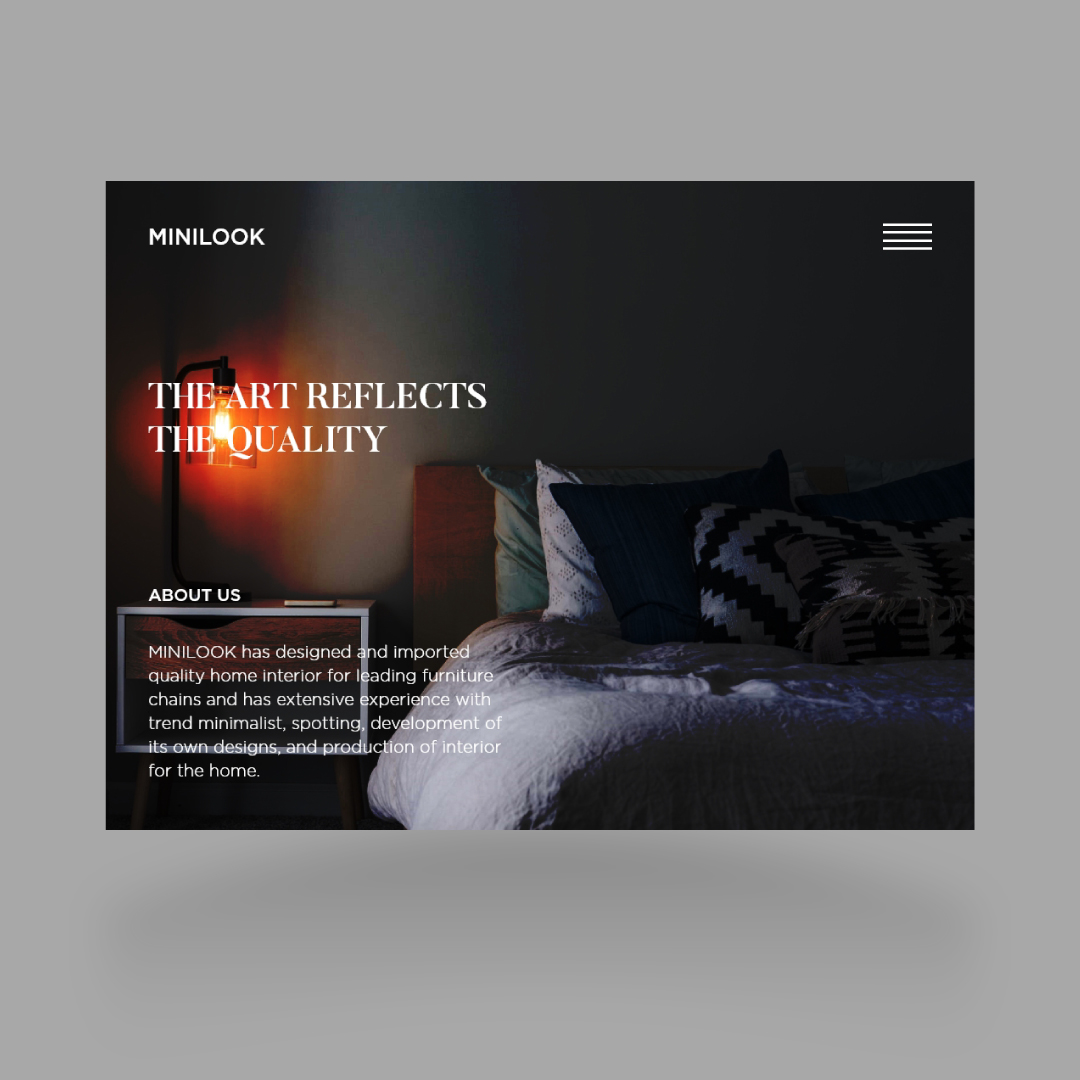 MINILOOK
THE ART REFLECTS
THE QUALITY
ABOUT US
MINILOOK has designed and imported
quality home interior for leading furniture
chains and has extensive experience with
trend minimalist, spotting, development of
its own designs, and production of interior
for the home.